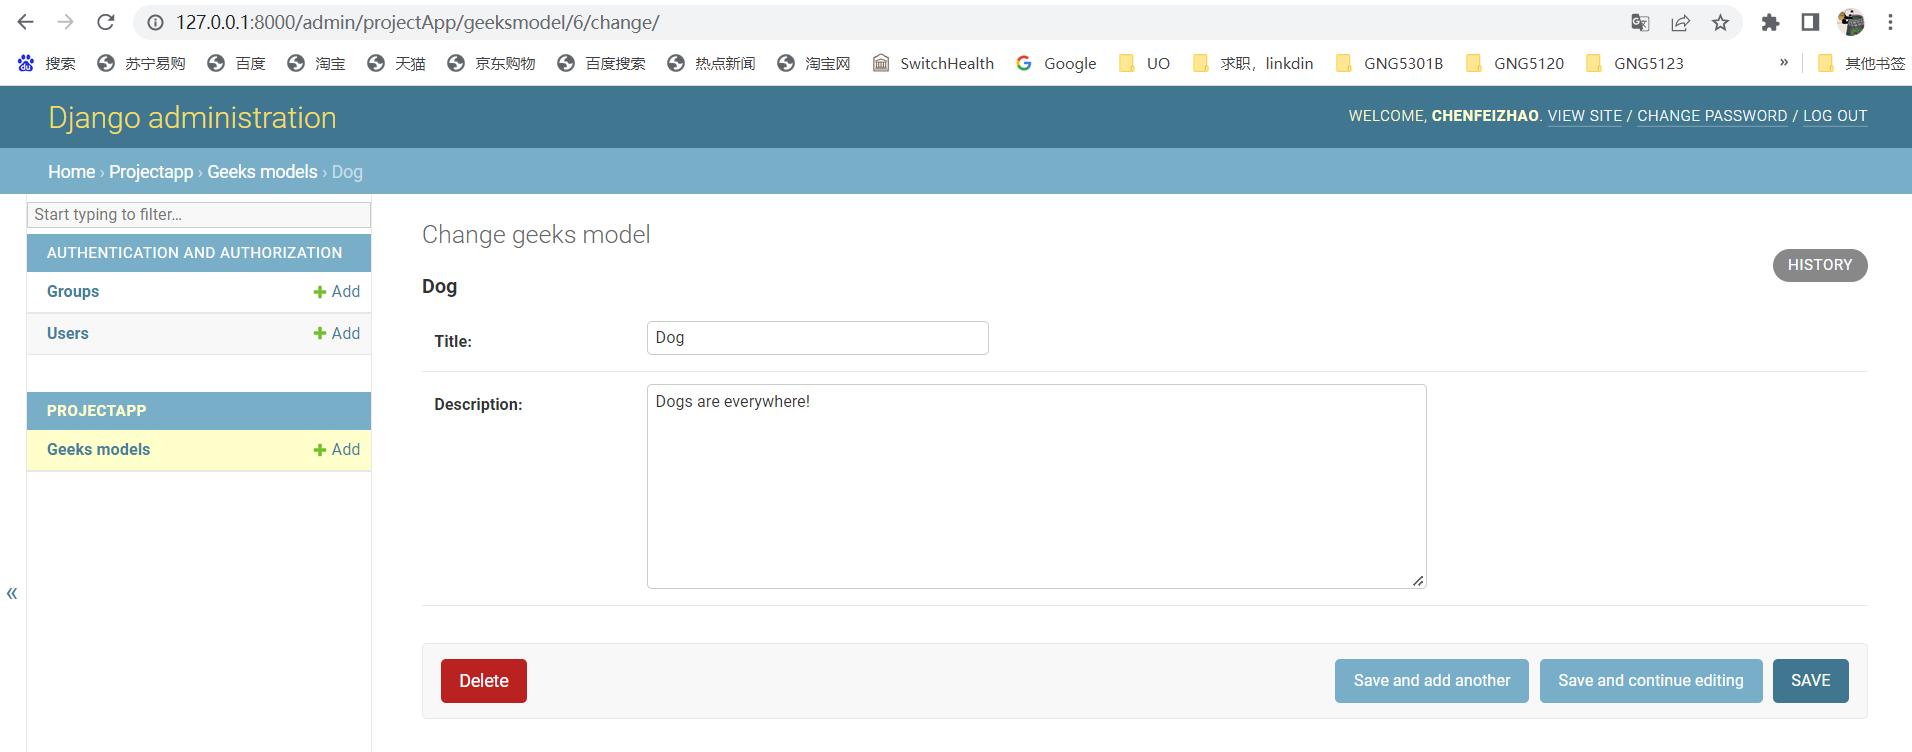 127.0.0.1:8000/admin/projectApp/geeksmodel/6/change/
搜索 苏宁易购 百度 淘宝 天猫 京东购物 百度搜索 热点新闻 淘宝网 SwitchHealth Google UO 求职，linkdin GNG5301B GNG5120 GNG5123 » 其他书签
Django administration
WELCOME, CHENFEIZHAO. VIEW SITE / CHANGE PASSWORD / LOG OUT
Home › Projectapp › Geeks models › Dog
Start typing to filter...
AUTHENTICATION AND AUTHORIZATION
Groups + Add
Users + Add
PROJECTAPP
Geeks models + Add
«
Change geeks model
HISTORY
Dog
Title: Dog
Description: Dogs are everywhere!
Delete Save and add another Save and continue editing SAVE